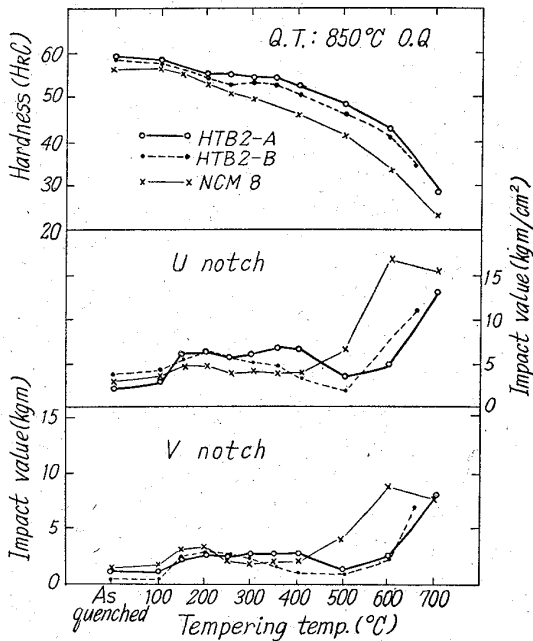 Q.T.: 850°C O.Q
Hardness (HRC)
60
50
40
30
20
HTB2-A
HTB2-B
NCM 8
U notch
Impact value (kgm/cm²)
15
10
5
0
V notch
Impact value (kgm)
15
10
5
0
As quenched 100 200 300 400 500 600 700
Tempering temp. (°C)